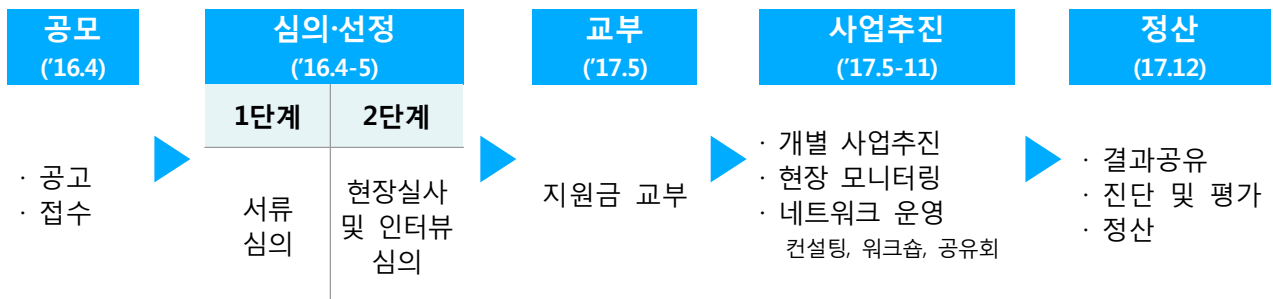 공모
('16.4)
· 공고
· 접수
심의·선정
('16.4-5)
1단계
서류
심의
2단계
현장실사
및 인터뷰
심의
교부
('17.5)
지원금 교부
사업추진
('17.5-11)
· 개별 사업추진
· 현장 모니터링
· 네트워크 운영
컨설팅, 워크숍, 공유회
정산
(17.12)
· 결과공유
· 진단 및 평가
· 정산